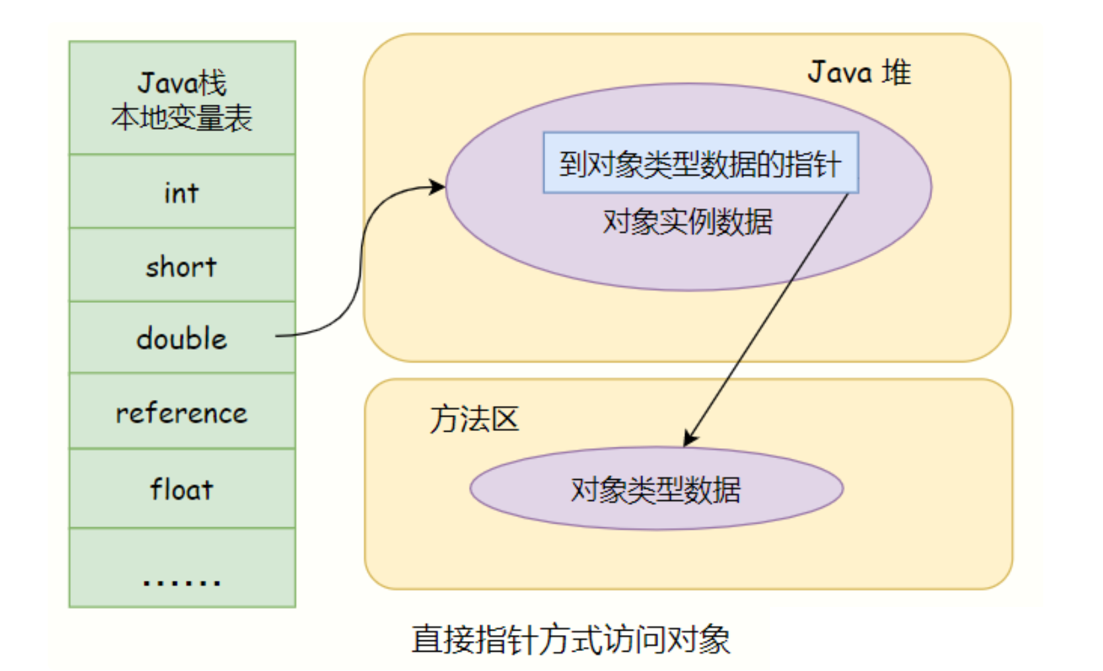 Java栈
本地变量表
int
short
double
reference
float
......
Java 堆
到对象类型数据的指针
对象实例数据
方法区
对象类型数据
直接指针方式访问对象